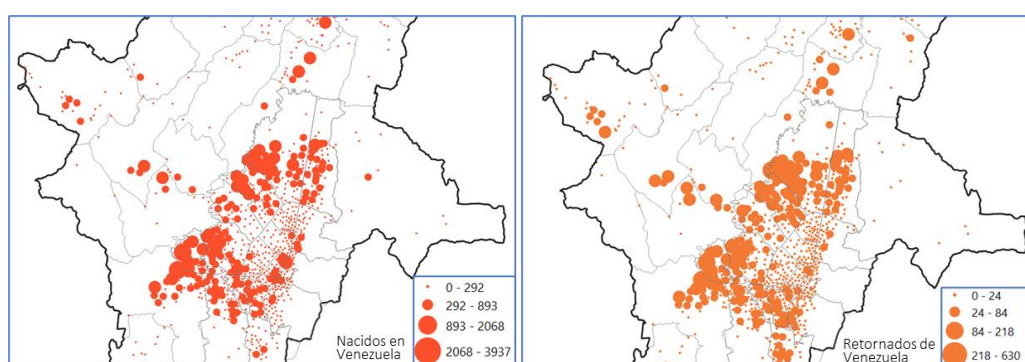 0 - 292
292 - 893
893 - 2068
2068 - 3937
Nacidos en
Venezuela
0 - 24
24 - 84
84 - 218
218 - 630
Retornados de
Venezuela